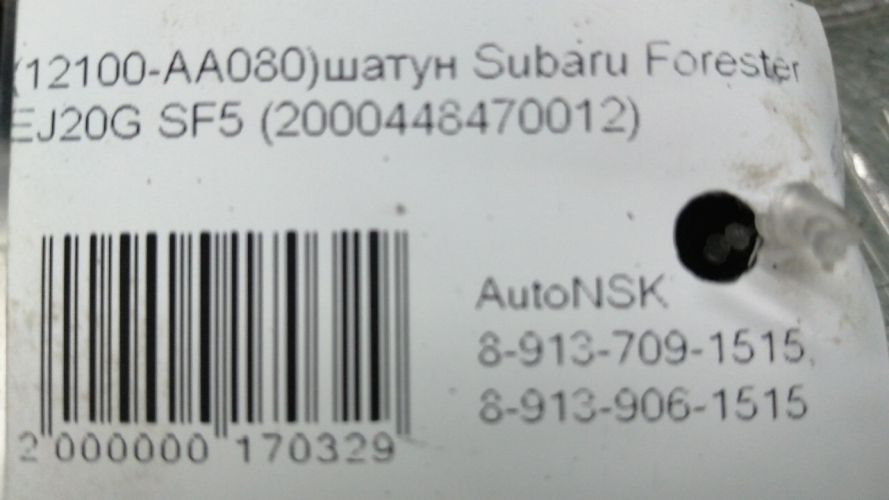 (12100-AA080)шатун Subaru Forester
EJ20G SF5 (2000448470012)
AutoNSK
8-913-709-1515,
8-913-906-1515
2 000000 170329